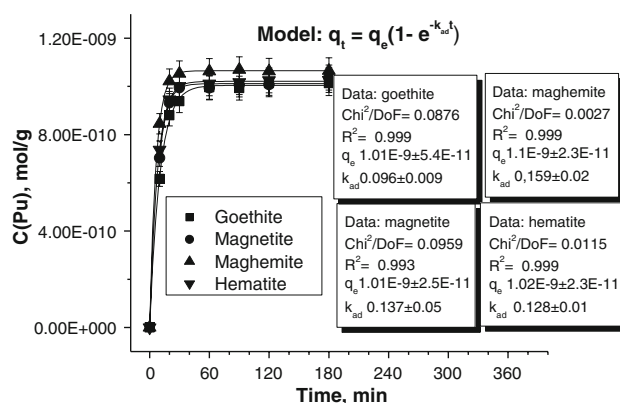 Model: qt = qe(1- e-kadt)
C(Pu), mol/g
1.20E-009
8.00E-010
4.00E-010
0.00E+000
Goethite
Magnetite
Maghemite
Hematite
Data: goethite
Chi2/DoF= 0.0876
R2= 0.999
qe 1.01E-9±5.4E-11
kad 0.096±0.009
Data: maghemite
Chi2/DoF= 0.0027
R2= 0.999
qe 1.1E-9±2.3E-11
kad 0,159±0.02
Data: magnetite
Chi2/DoF= 0.0959
R2= 0.993
qe 1.01E-9±2.5E-11
kad 0.137±0.05
Data: hematite
Chi2/DoF= 0.0115
R2= 0.999
qe 1.02E-9±2.3E-11
kad 0.128±0.01
0 60 120 180 240 300 360
Time, min